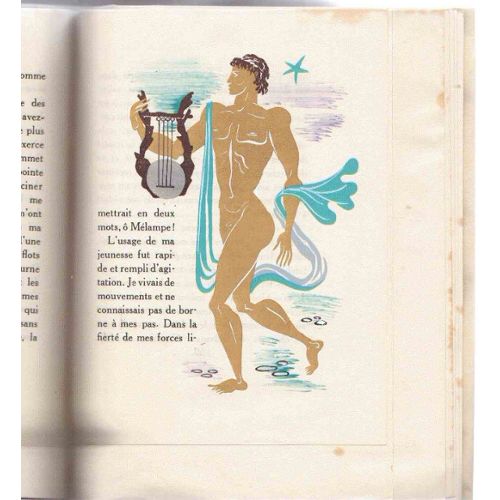 omme
e des
avez-
e plus
xerce
mmet
ointe
ciner
me
n'ont
ma
l'une
flots
urne
t les
mes
qui
sans
, la
mettrait en deux
mots, ô Mélampe!
L'usage de ma
jeunesse fut rapi-
de et rempli d'agi-
tation. Je vivais de
mouvements et ne
connaissais pas de bor-
ne à mes pas. Dans la
fierté de mes forces li-